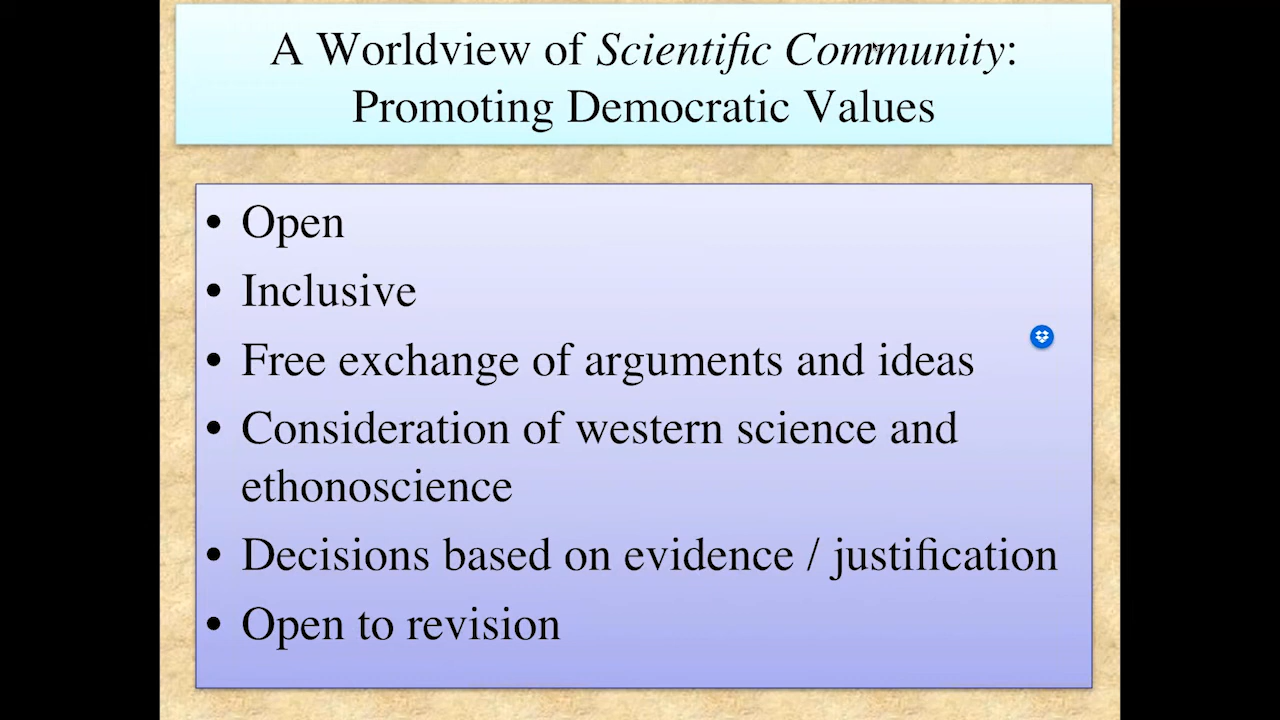 A Worldview of Scientific Community:
Promoting Democratic Values
• Open
• Inclusive
• Free exchange of arguments and ideas
• Consideration of western science and
ethonoscience
• Decisions based on evidence / justification
• Open to revision